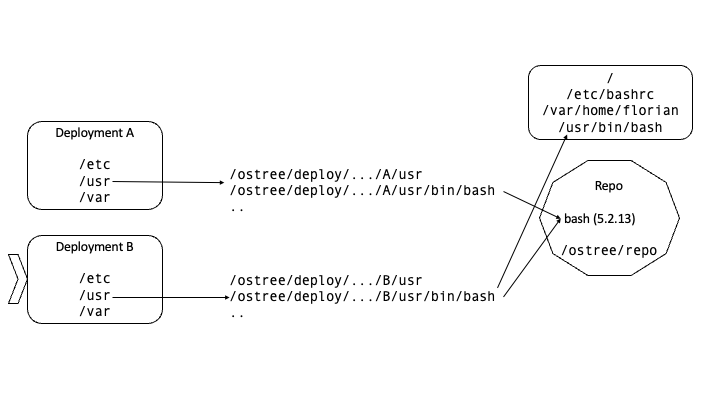 /
/etc/bashrc
/var/home/florian
/usr/bin/bash
Deployment A
/etc
/usr
/var
/ostree/deploy/.../A/usr
/ostree/deploy/.../A/usr/bin/bash
..
Repo
bash (5.2.13)
/ostree/repo
Deployment B
/etc
/usr
/var
/ostree/deploy/.../B/usr
/ostree/deploy/.../B/usr/bin/bash
..